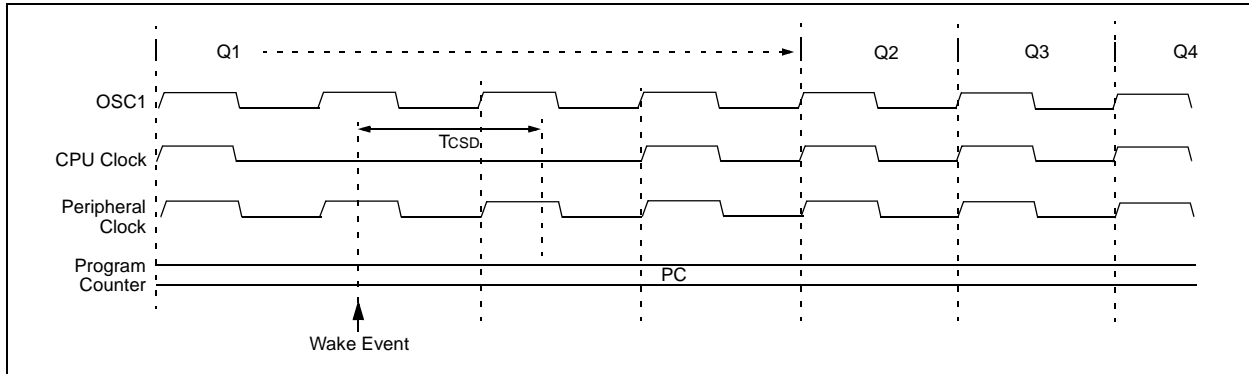 Q1 Q2 Q3 Q4
OSC1
TCSD
CPU Clock
Peripheral
Clock
Program
Counter
PC
Wake Event